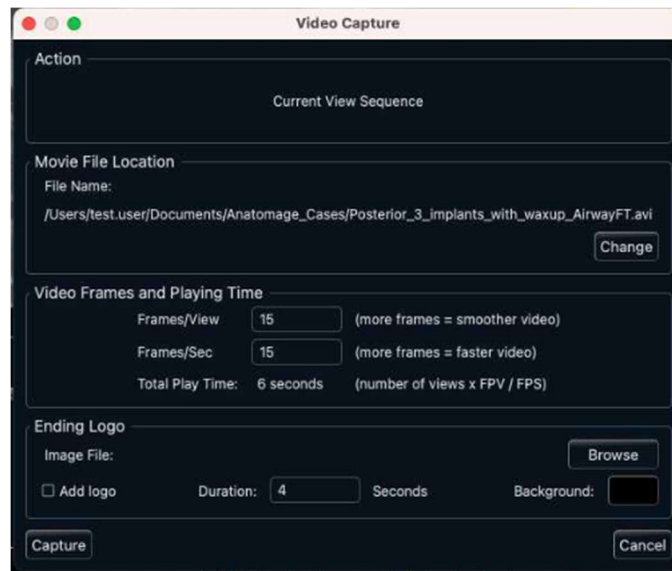 Video Capture
Action
Current View Sequence
Movie File Location
File Name:
/Users/test.user/Documents/Anatomage_Cases/Posterior_3_implants_with_waxup_AirwayFT.avi
Change
Video Frames and Playing Time
Frames/View 15 (more frames = smoother video)
Frames/Sec 15 (more frames = faster video)
Total Play Time: 6 seconds (number of views x FPV / FPS)
Ending Logo
Image File: Browse
Add logo Duration: 4 Seconds Background:
Capture Cancel